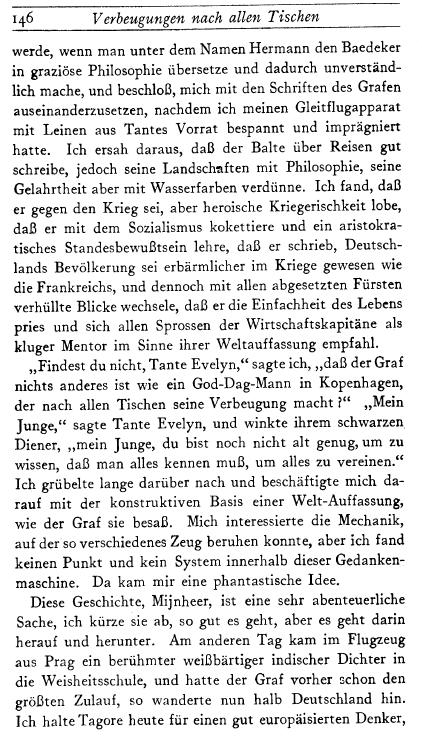 146 Verbeugungen nach allen Tischen
werde, wenn man unter dem Namen Hermann den Baedeker
in graziöse Philosophie übersetze und dadurch unverständ-
lich mache, und beschloß, mich mit den Schriften des Grafen
auseinanderzusetzen, nachdem ich meinen Gleitflugapparat
mit Leinen aus Tantes Vorrat bespannt und imprägniert
hatte. Ich ersah daraus, daß der Balte über Reisen gut
schreibe, jedoch seine Landschaften mit Philosophie, seine
Gelahrtheit aber mit Wasserfarben verdünne. Ich fand, daß
er gegen den Krieg sei, aber heroische Kriegerischkeit lobe,
daß er mit dem Sozialismus kokettiere und ein aristokra-
tisches Standesbewußtsein lehre, daß er schrieb, Deutsch-
lands Bevölkerung sei erbärmlicher im Kriege gewesen wie
die Frankreichs, und dennoch mit allen abgesetzten Fürsten
verhüllte Blicke wechsele, daß er die Einfachheit des Lebens
pries und sich allen Sprossen der Wirtschaftskapitäne als
kluger Mentor im Sinne ihrer Weltauffassung empfahl.
„Findest du nicht, Tante Evelyn,“ sagte ich, „daß der Graf
nichts anderes ist wie ein God-Dag-Mann in Kopenhagen,
der nach allen Tischen seine Verbeugung macht?“ „Mein
Junge,“ sagte Tante Evelyn, und winkte ihrem schwarzen
Diener, „mein Junge, du bist noch nicht alt genug, um zu
wissen, daß man alles kennen muß, um alles zu vereinen.“
Ich grübelte lange darüber nach und beschäftigte mich da-
rauf mit der konstruktiven Basis einer Welt-Auffassung,
wie der Graf sie besaß. Mich interessierte die Mechanik,
auf der so verschiedenes Zeug beruhen konnte, aber ich fand
keinen Punkt und kein System innerhalb dieser Gedanken-
maschine. Da kam mir eine phantastische Idee.
Diese Geschichte, Mijnheer, ist eine sehr abenteuerliche
Sache, ich kürze sie ab, so gut es geht, aber es geht darin
herauf und herunter. Am anderen Tag kam im Flugzeug
aus Prag ein berühmter weißbärtiger indischer Dichter in
die Weisheitsschule, und hatte der Graf vorher schon den
größten Zulauf, so wanderte nun halb Deutschland hin.
Ich halte Tagore heute für einen gut europäisierten Denker,